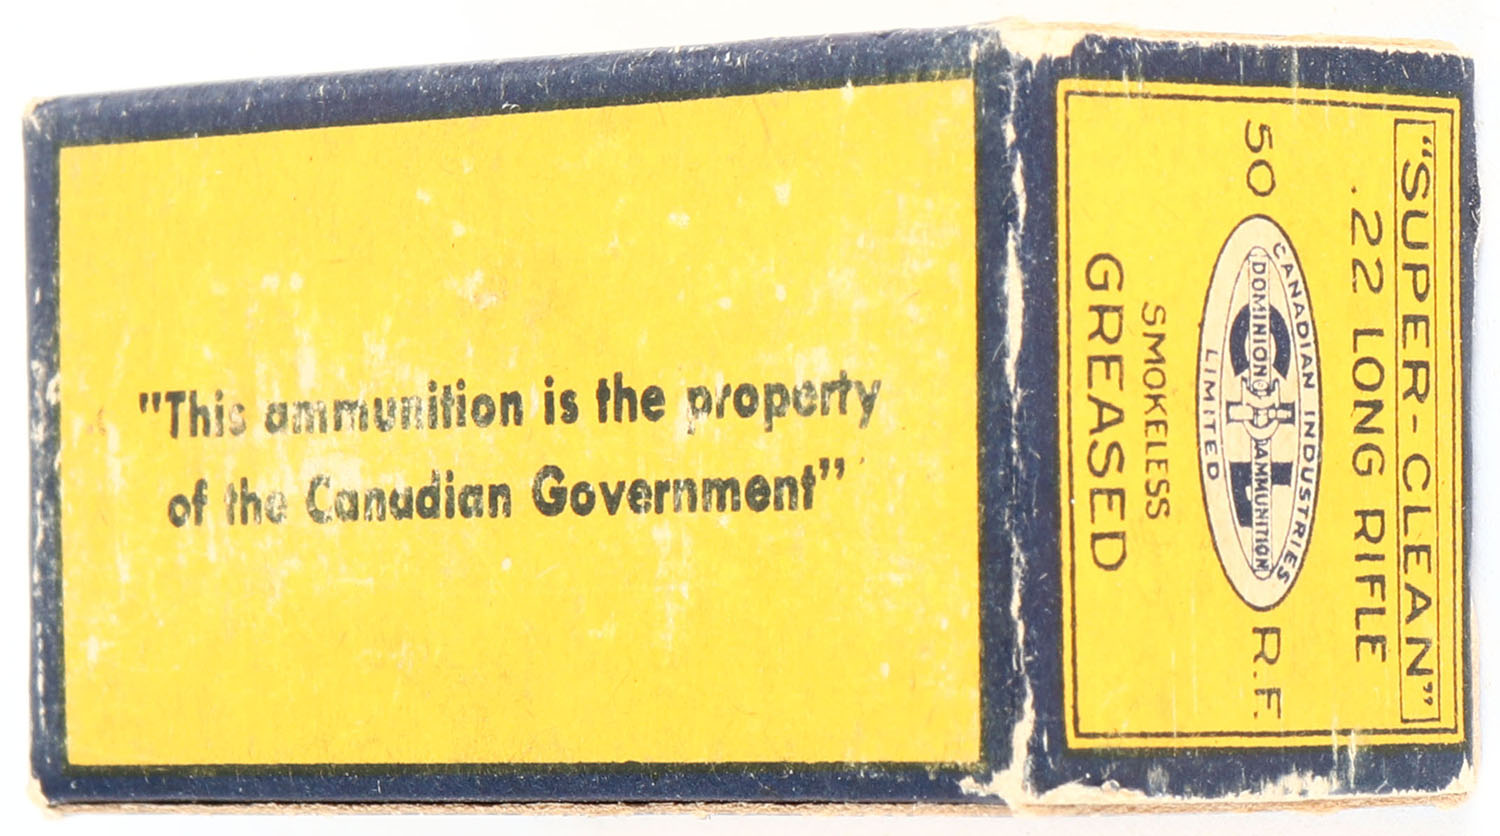 "This ammunition is the property
of the Canadian Government"
"SUPER-CLEAN"
.22 LONG RIFLE
50 R.F.
CANADIAN INDUSTRIES
DOMINION AMMUNITION
CIL
LIMITED
SMOKELESS
GREASED